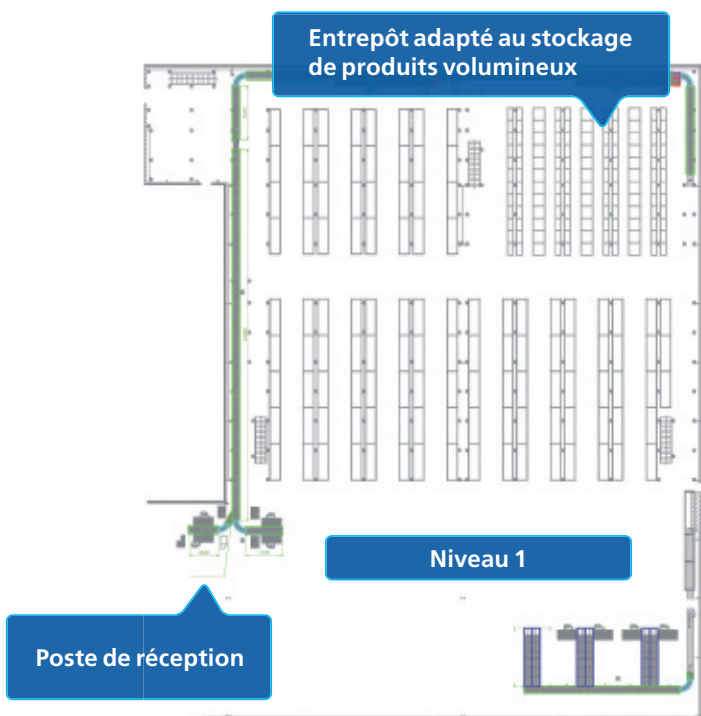 Entrepôt adapté au stockage
de produits volumineux
Niveau 1
Poste de réception